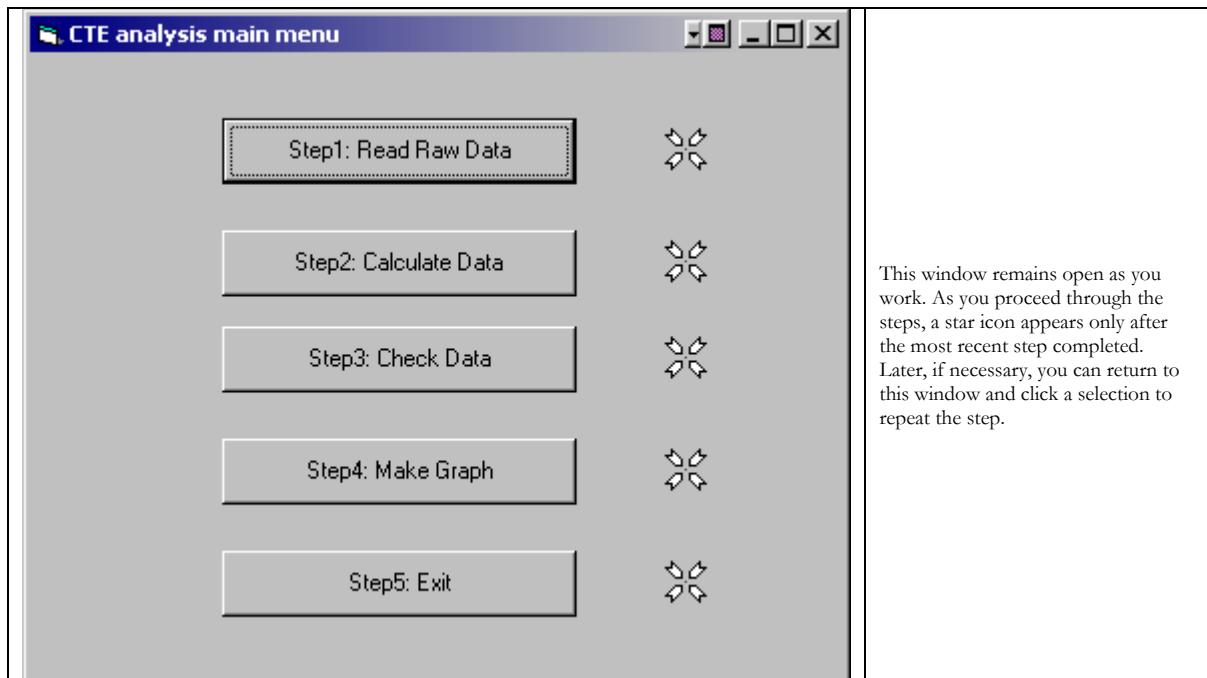 CTE analysis main menu
Step1: Read Raw Data
Step2: Calculate Data
Step3: Check Data
Step4: Make Graph
Step5: Exit
This window remains open as you
work. As you proceed through the
steps, a star icon appears only after
the most recent step completed.
Later, if necessary, you can return to
this window and click a selection to
repeat the step.